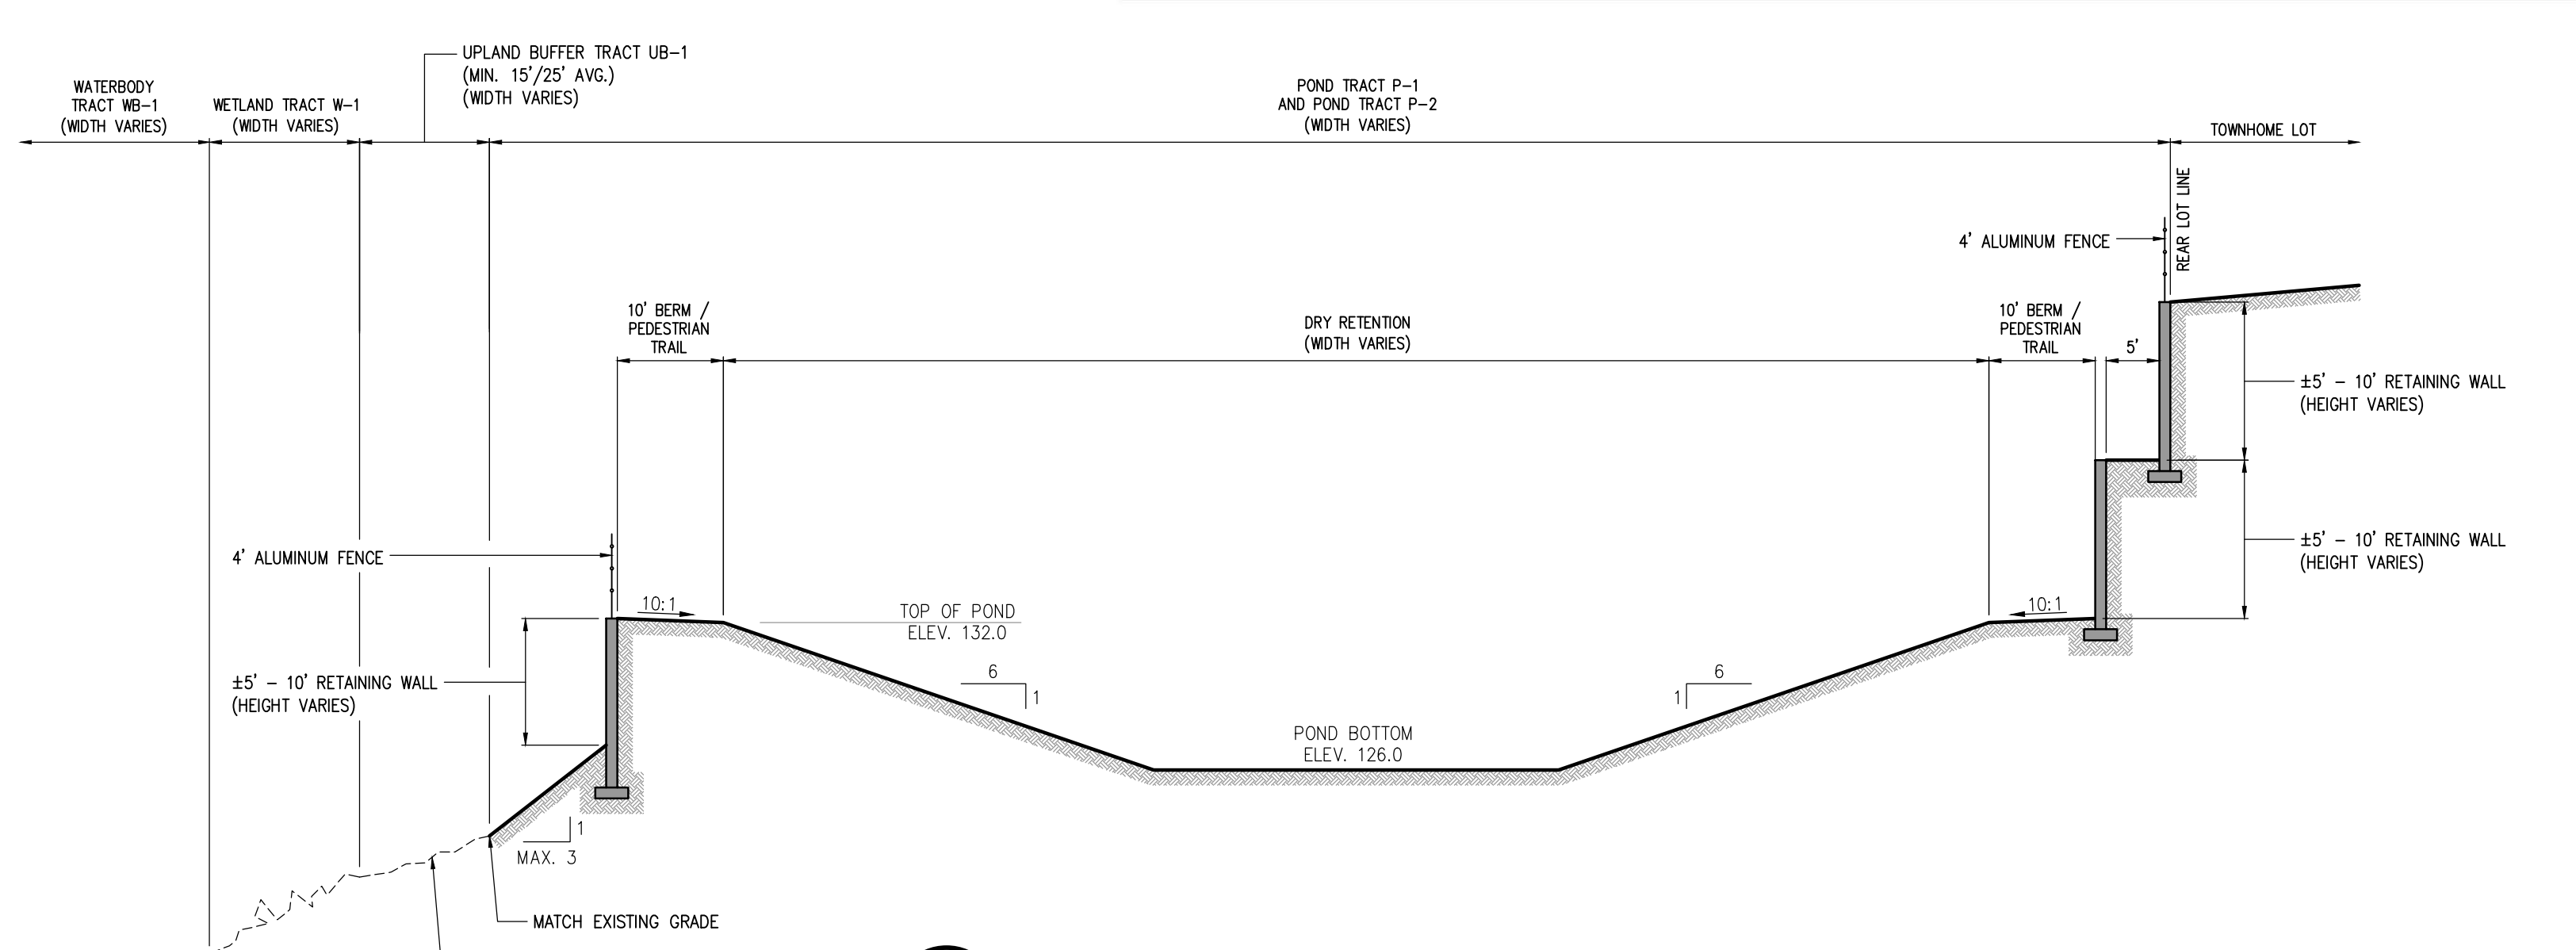 UPLAND BUFFER TRACT UB-1
(MIN. 15'/25' AVG.)
(WIDTH VARIES)
WATERBODY
TRACT WB-1
(WIDTH VARIES)
WETLAND TRACT W-1
(WIDTH VARIES)
POND TRACT P-1
AND POND TRACT P-2
(WIDTH VARIES)
TOWNHOME LOT
REAR LOT LINE
4' ALUMINUM FENCE
10' BERM /
PEDESTRIAN
TRAIL
DRY RETENTION
(WIDTH VARIES)
10' BERM /
PEDESTRIAN
TRAIL
5'
±5' - 10' RETAINING WALL
(HEIGHT VARIES)
±5' - 10' RETAINING WALL
(HEIGHT VARIES)
4' ALUMINUM FENCE
10:1
TOP OF POND
ELEV. 132.0
10:1
6
1
6
1
±5' - 10' RETAINING WALL
(HEIGHT VARIES)
POND BOTTOM
ELEV. 126.0
1
MAX. 3
MATCH EXISTING GRADE